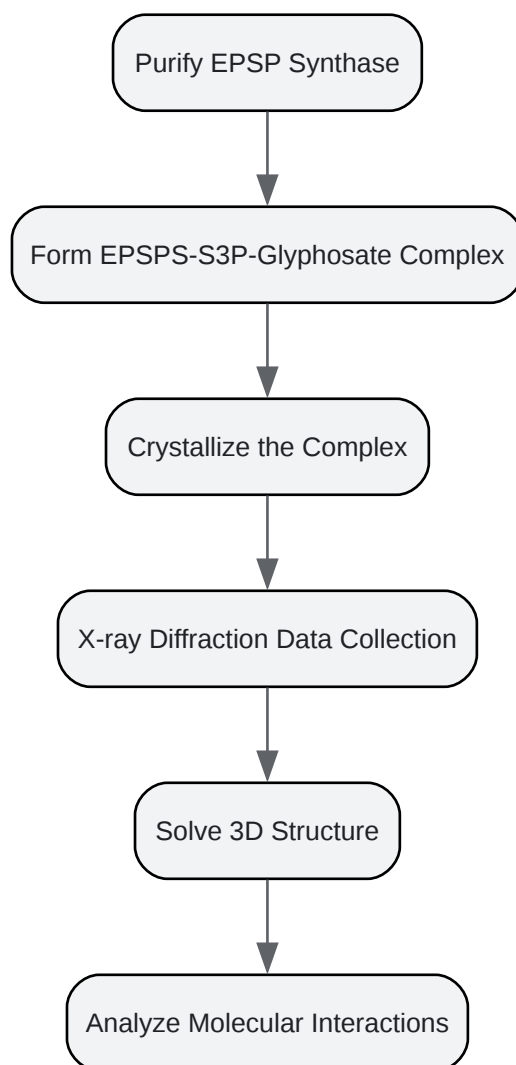 Purify EPSP Synthase
Form EPSPS-S3P-Glyphosate Complex
Crystallize the Complex
X-ray Diffraction Data Collection
Solve 3D Structure
Analyze Molecular Interactions